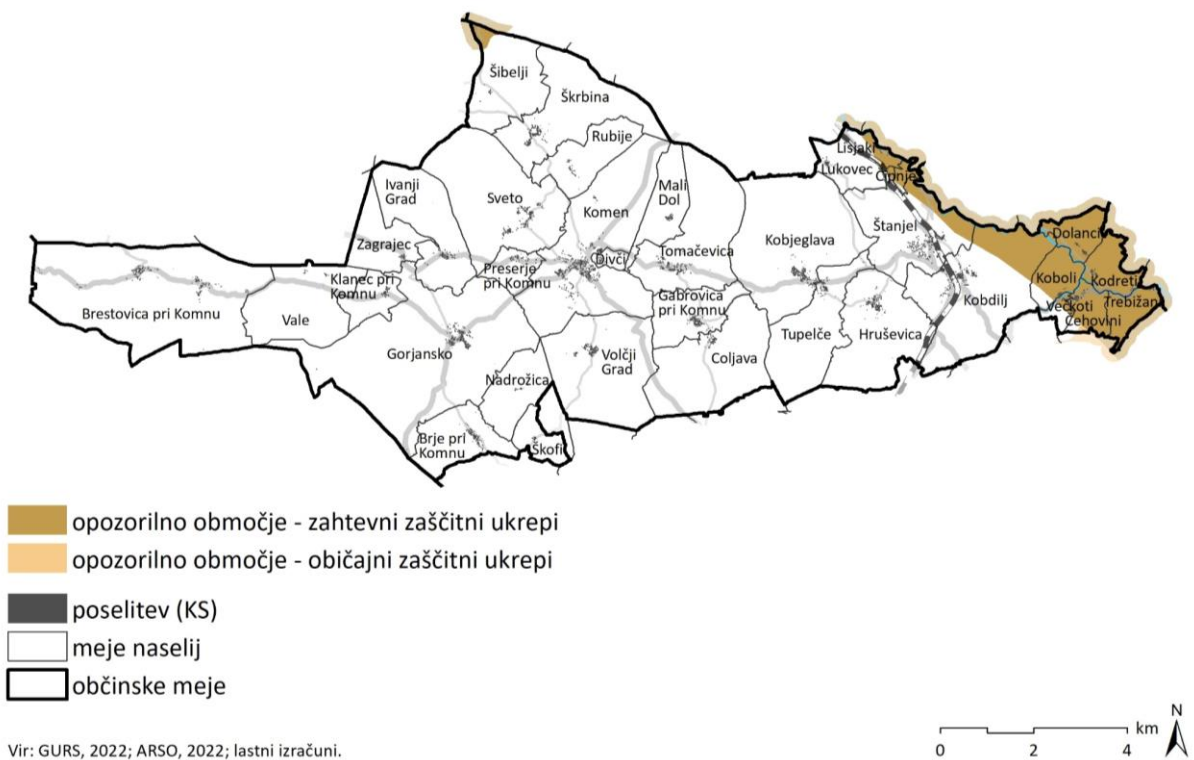 Šibelji
Škrbina
Rubije
Lisjaki
Lukovec
Čipnje
Ivanji
Grad
Sveto
Komen
Mali
Dol
Štanjel
Dolanci
Zagrajec
Divči
Tomačevica
Kobjeglava
Preserje
pri Komnu
Klanec pri
Komnu
Koboli
Kodreti
Brestovica pri Komnu
Vale
Gabrovica
pri Komnu
Kobdilj
Večkoti
Trebižani
Čehovini
Gorjansko
Volčji
Grad
Coljava
Tupelče
Hruševica
Nadrožica
Brje pri
Komnu
Škofi
opozorilno območje - zahtevni zaščitni ukrepi
opozorilno območje - običajni zaščitni ukrepi
poselitev (KS)
meje naselij
občinske meje
Vir: GURS, 2022; ARSO, 2022; lastni izračuni.
km
0 2 4
N